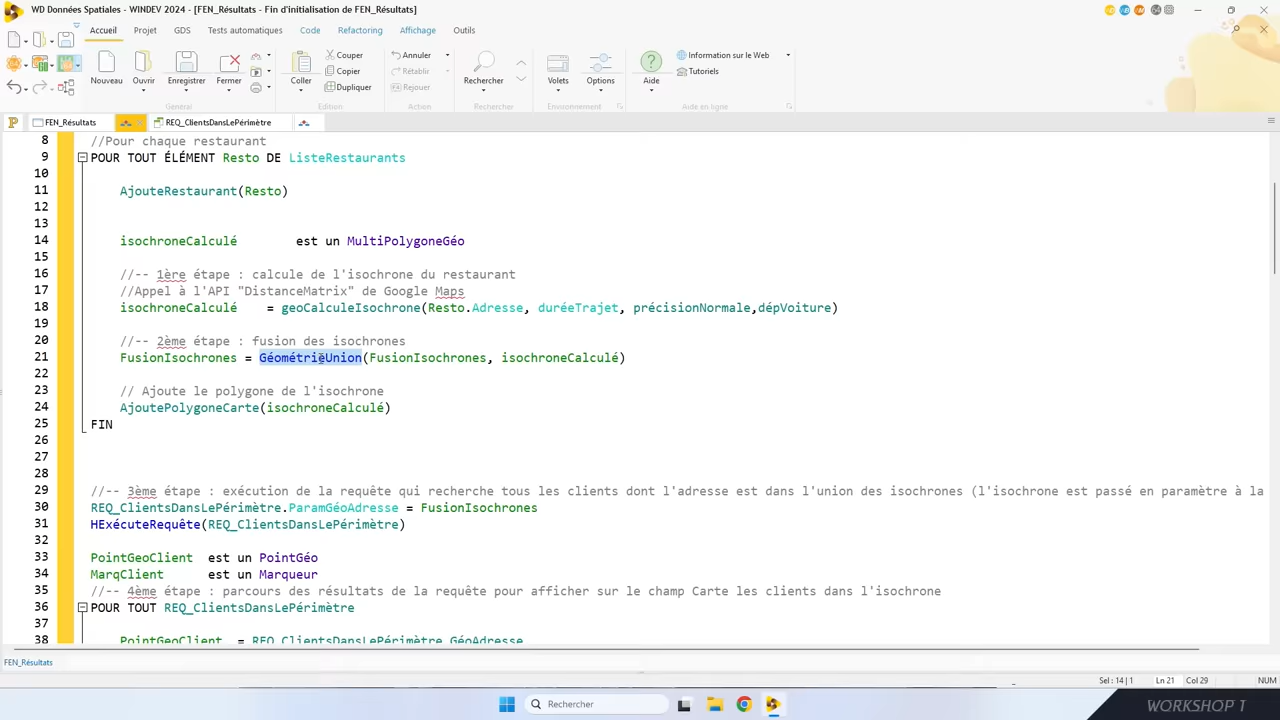 WD Données Spatiales - WINDEV 2024 - [FEN_Résultats - Fin d'initialisation de FEN_Résultats]
Accueil Projet GDS Tests automatiques Code Refactoring Affichage Outils
Nouveau Ouvrir Enregistrer Fermer
Coller Couper Copier Dupliquer
Annuler Rétablir Rejouer
Rechercher
Volets Options
Aide Information sur le Web Tutoriels
Général Edition Action Rechercher Environnement Aide en ligne
FEN_Résultats REQ_ClientsDansLePérimètre
8 //Pour chaque restaurant
9 POUR TOUT ÉLÉMENT Resto DE ListeRestaurants
10
11 AjouteRestaurant(Resto)
12
13
14 isochroneCalculé est un MultiPolygoneGéo
15
16 //-- 1ère étape : calcule de l'isochrone du restaurant
17 //Appel à l'API "DistanceMatrix" de Google Maps
18 isochroneCalculé = geoCalculeIsochrone(Resto.Adresse, duréeTrajet, précisionNormale,dépVoiture)
19
20 //-- 2ème étape : fusion des isochrones
21 FusionIsochrones = GéométrieUnion(FusionIsochrones, isochroneCalculé)
22
23 // Ajoute le polygone de l'isochrone
24 AjoutePolygoneCarte(isochroneCalculé)
25 FIN
26
27
28
29 //-- 3ème étape : exécution de la requête qui recherche tous les clients dont l'adresse est dans l'union des isochrones (l'isochrone est passé en paramètre à la
30 REQ_ClientsDansLePérimètre.ParamGéoAdresse = FusionIsochrones
31 HExécuteRequête(REQ_ClientsDansLePérimètre)
32
33 PointGeoClient est un PointGéo
34 MarqClient est un Marqueur
35 //-- 4ème étape : parcours des résultats de la requête pour afficher sur le champ Carte les clients dans l'isochrone
36 POUR TOUT REQ_ClientsDansLePérimètre
37
38 PointGeoClient = REQ_ClientsDansLePérimètre.GéoAdresse
FEN_Résultats
Sel : 14 | 1 Ln 21 Col 29 NUM
Rechercher
WORKSHOP 1